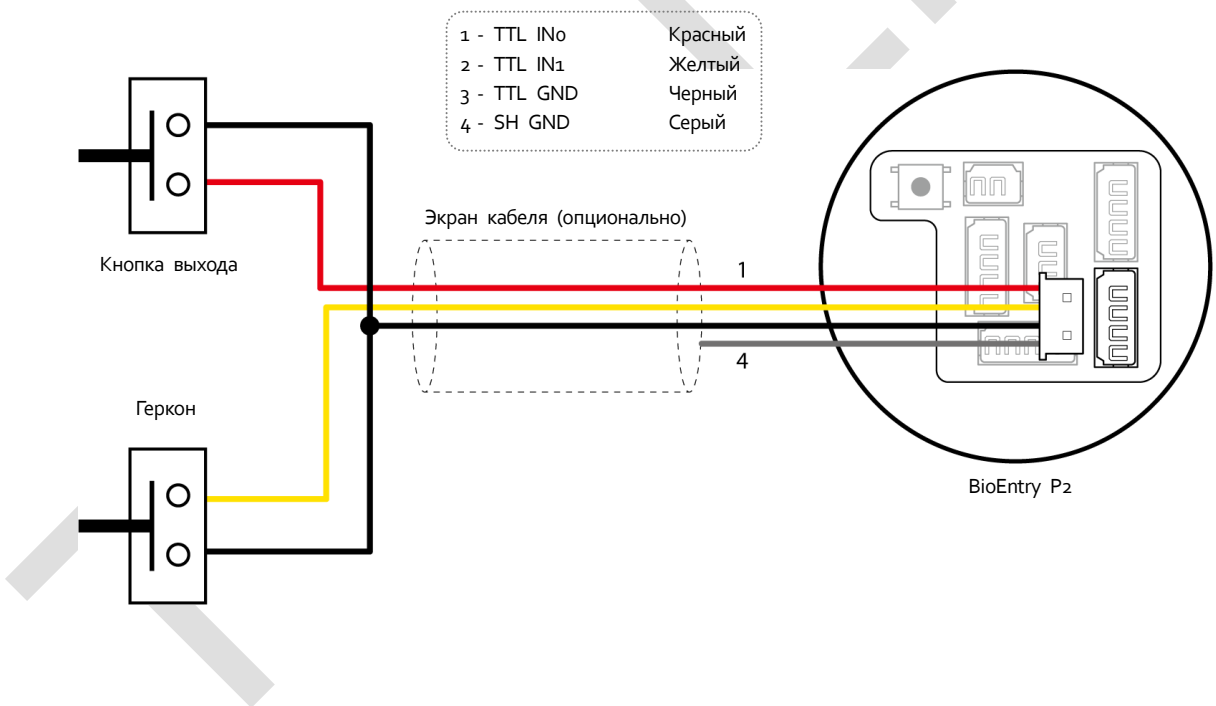 1 - TTL IN0 Красный
2 - TTL IN1 Желтый
3 - TTL GND Черный
4 - SH GND Серый
Кнопка выхода
Экран кабеля (опционально)
1
4
Геркон
BioEntry P2